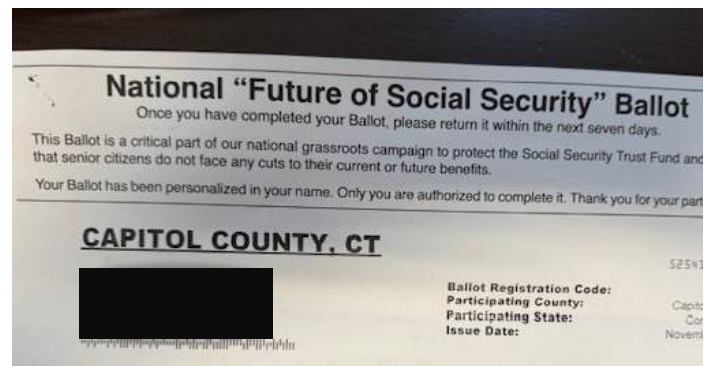 National “Future of Social Security” Ballot
Once you have completed your Ballot, please return it within the next seven days.
This Ballot is a critical part of our national grassroots campaign to protect the Social Security Trust Fund and
that senior citizens do not face any cuts to their current or future benefits.
Your Ballot has been personalized in your name. Only you are authorized to complete it. Thank you for your
CAPITOL COUNTY, CT
Ballot Registration Code:
Participating County:
Participating State:
Issue Date: